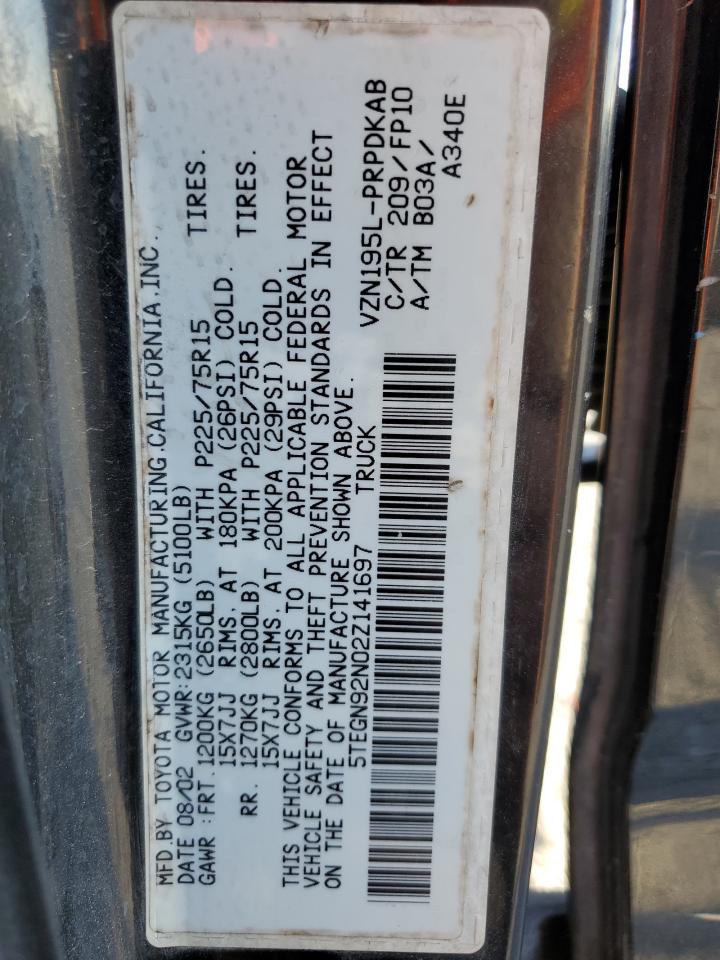 MFD.BY TOYOTA MOTOR MANUFACTURING.CALIFORNIA.INC.
DATE 08/02 GVWR:2315KG (5100LB)
GAWR :FRT.1200KG (2650LB) WITH P225/75R15 TIRES.
15X7JJ RIMS. AT 180KPA (26PSI) COLD.
RR. 1270KG (2800LB) WITH P225/75R15 TIRES.
15X7JJ RIMS. AT 200KPA (29PSI) COLD.
THIS VEHICLE CONFORMS TO ALL APPLICABLE FEDERAL MOTOR
VEHICLE SAFETY AND THEFT PREVENTION STANDARDS IN EFFECT
ON THE DATE OF MANUFACTURE SHOWN ABOVE.
5TEGN92N02Z141697 TRUCK
VZN195L-PRPDKAB
C/TR 209/FP10
A/TM B03A/
A340E